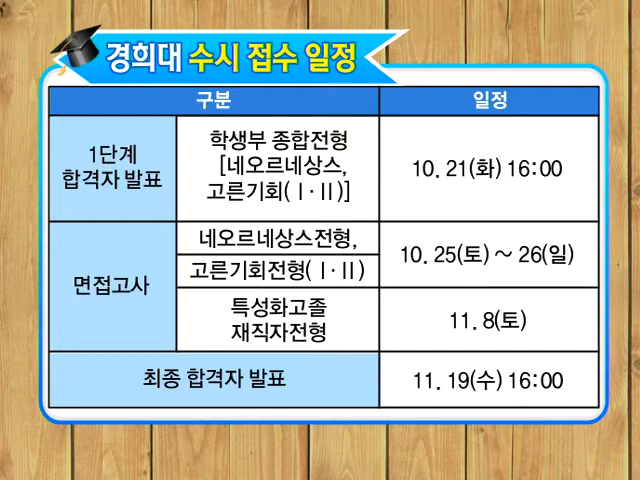 경희대 수시 접수 일정
구분
일정
1단계
합격자 발표
학생부 종합전형
[네오르네상스,
고른기회(Ⅰ·Ⅱ)]
10. 21(화) 16:00
면접고사
네오르네상스전형,
고른기회전형(Ⅰ·Ⅱ)
10. 25(토) ~ 26(일)
특성화고졸
재직자전형
11. 8(토)
최종 합격자 발표
11. 19(수) 16:00